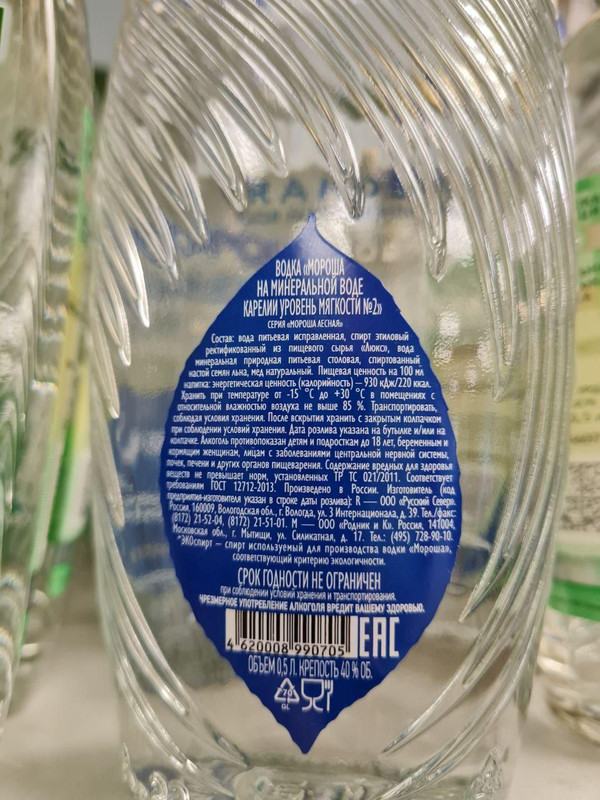 ВОДКА «МОРОША
НА МИНЕРАЛЬНОЙ ВОДЕ
КАРЕЛИИ УРОВЕНЬ МЯГКОСТИ №2»
СЕРИЯ «МОРОША ЛЕСНАЯ»
Состав: вода питьевая исправленная, спирт этиловый
ректификованный из пищевого сырья «Люкс», вода
минеральная природная питьевая столовая, спиртованный
настой семян льна, мед натуральный. Пищевая ценность на 100 мл
напитка: энергетическая ценность (калорийность) – 930 кДж/220 ккал.
Хранить при температуре от -15 °С до +30 °С в помещениях с
относительной влажностью воздуха не выше 85 %. Транспортировать,
соблюдая условия хранения. После вскрытия хранить с закрытым колпачком
при соблюдении условий хранения. Дата розлива указана на бутылке и/или на
колпачке. Алкоголь противопоказан детям и подросткам до 18 лет, беременным и
кормящим женщинам, лицам с заболеваниями центральной нервной системы,
почек, печени и других органов пищеварения. Содержание вредных для здоровья
веществ не превышает норм, установленных ТР ТС 021/2011. Соответствует
требованиям ГОСТ 12712-2013. Произведено в России. Изготовитель (код
предприятия-изготовителя указан в строке даты розлива): R — ООО «Русский Север».
Россия, 160009, Вологодская обл., г. Вологда, ул. 3 Интернационала, д. 39. Тел./факс:
(8172) 21-52-04, (8172) 21-51-01. М — ООО «Родник и К». Россия, 141004,
Московская обл., г. Мытищи, ул. Силикатная, д. 17. Тел.: (495) 728-90-10.
*ЭКОспирт — спирт используемый для производства водки «Мороша»,
соответствующий критерию экологичности.
СРОК ГОДНОСТИ НЕ ОГРАНИЧЕН
при соблюдении условий хранения и транспортирования.
ЧРЕЗМЕРНОЕ УПОТРЕБЛЕНИЕ АЛКОГОЛЯ ВРЕДИТ ВАШЕМУ ЗДОРОВЬЮ.
4 620008 990705 EAC
ОБЪЕМ 0,5 Л. КРЕПОСТЬ 40 % ОБ.
70
GL